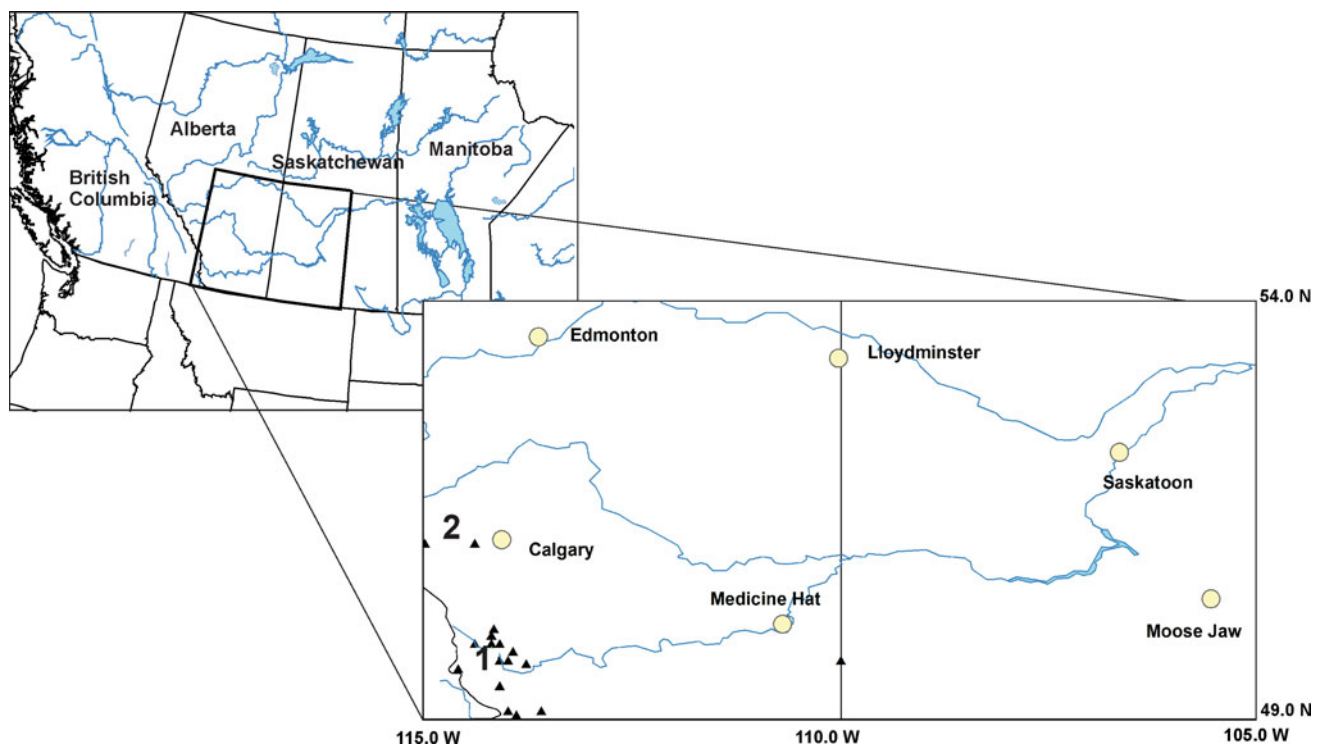 Alberta
Saskatchewan
Manitoba
British
Columbia
54.0 N
Edmonton
Lloydminster
Saskatoon
2
Calgary
Medicine Hat
Moose Jaw
1
49.0 N
115.0 W
110.0 W
105.0 W